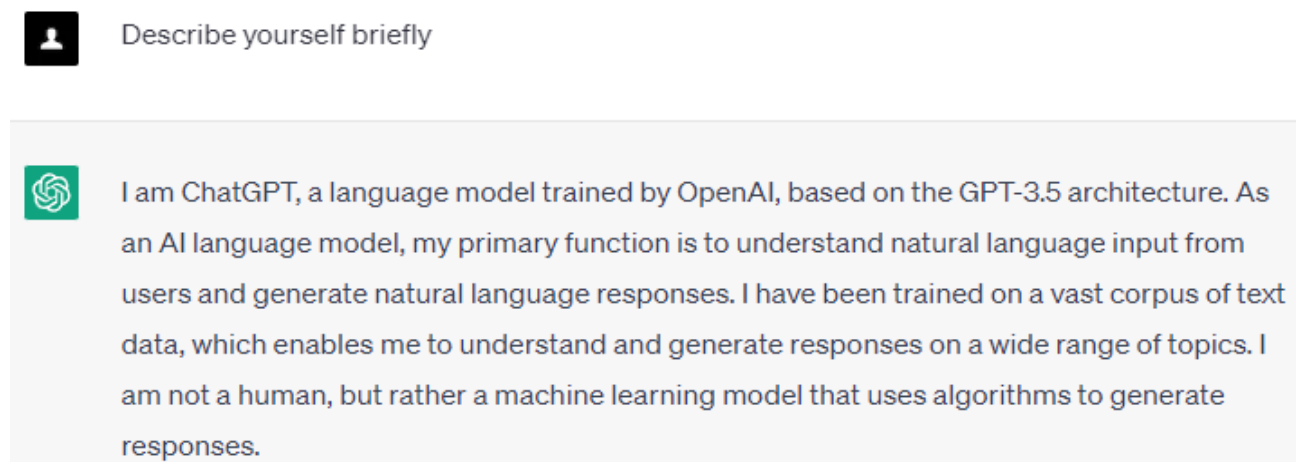 Describe yourself briefly
I am ChatGPT, a language model trained by OpenAI, based on the GPT-3.5 architecture. As
an AI language model, my primary function is to understand natural language input from
users and generate natural language responses. I have been trained on a vast corpus of text
data, which enables me to understand and generate responses on a wide range of topics. I
am not a human, but rather a machine learning model that uses algorithms to generate
responses.